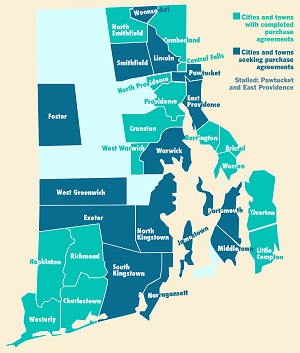 Woonsocket
Cities and towns
with completed
purchase
agreements
North
Smithfield
Cumberland
Cities and towns
seeking purchase
agreements
Smithfield
Lincoln
Central Falls
Pawtucket
Stalled: Pawtucket
and East Providence
North Providence
East
Providence
Providence
Foster
Cranston
Barrington
West Warwick
Bristol
Warwick
Warren
West Greenwich
Exeter
Portsmouth
Tiverton
North
Kingstown
Jamestown
Middletown
Little
Compton
Hopkinton
Richmond
South
Kingstown
Charlestown
Narragansett
Westerly